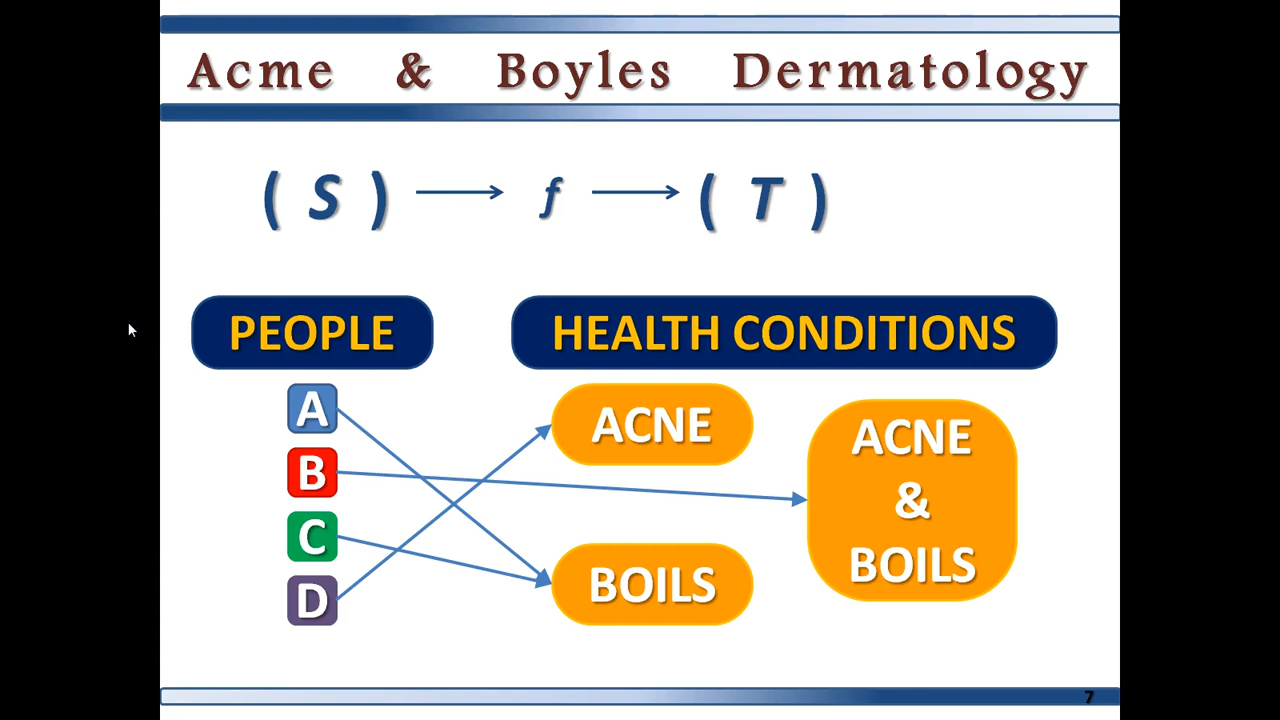 Acme & Boyles Dermatology
( S ) → f → ( T )
PEOPLE
HEALTH CONDITIONS
A
B
C
D
ACNE
BOILS
ACNE
&
BOILS
7